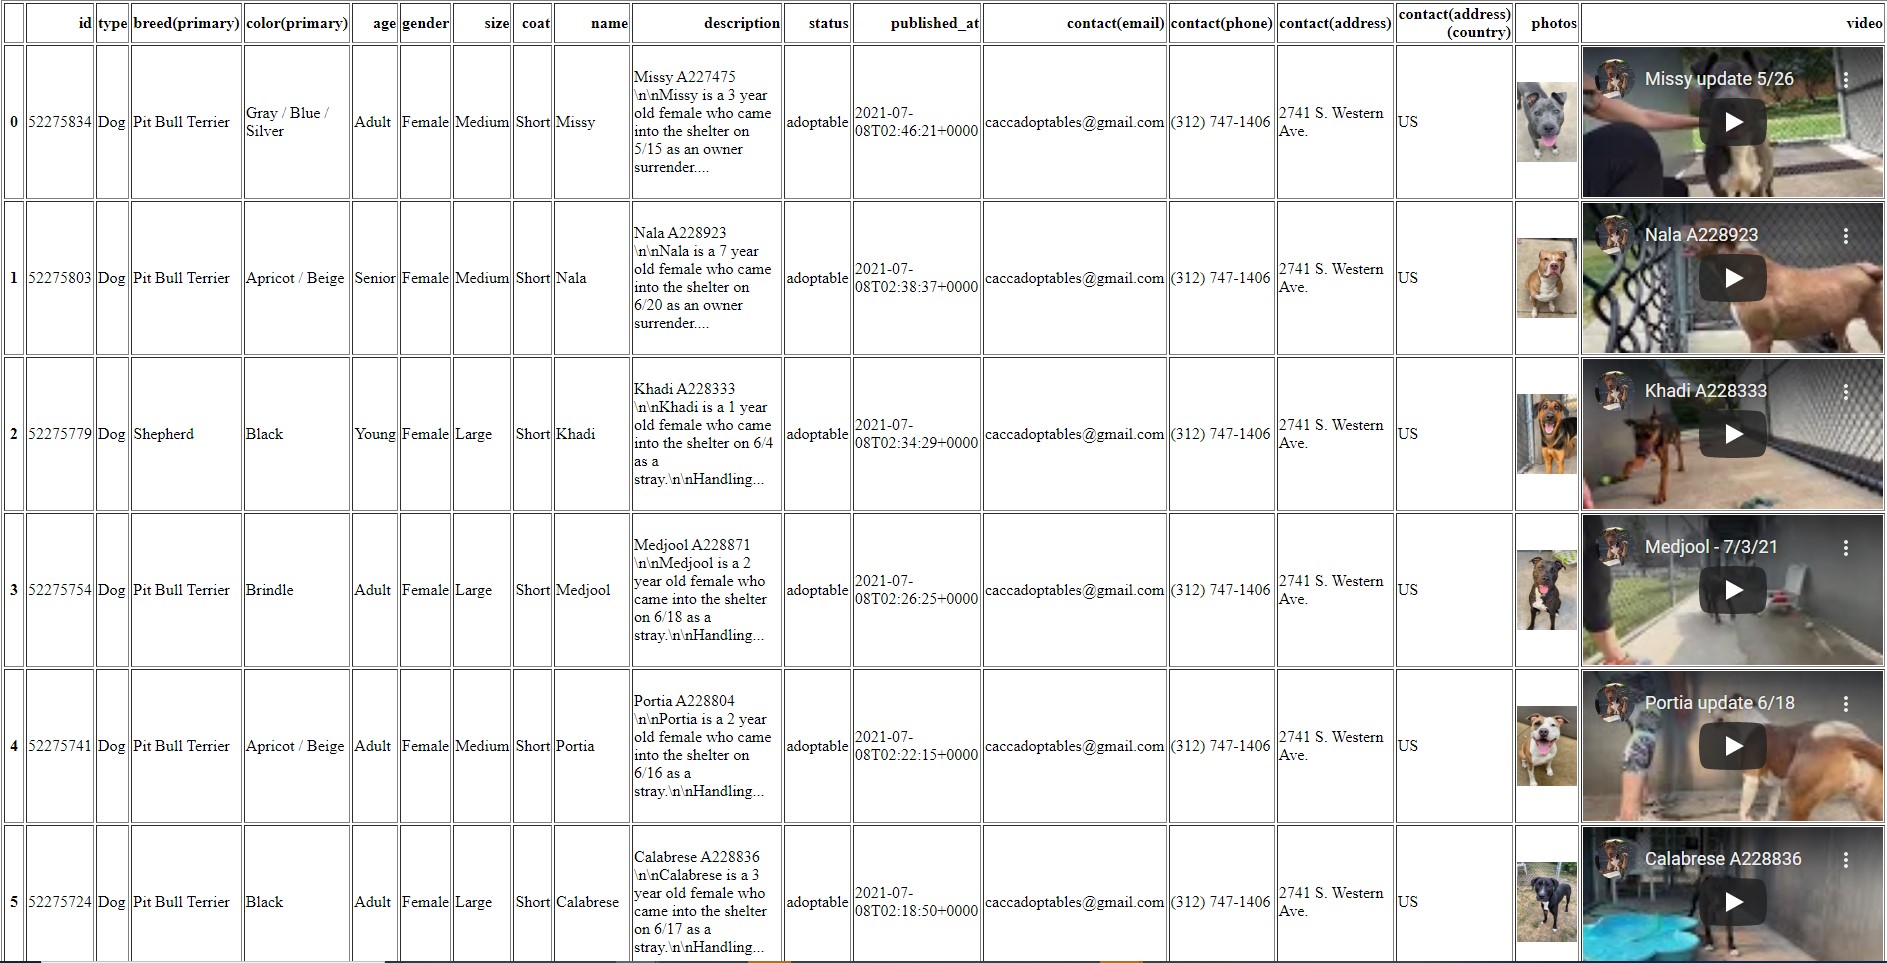 id type breed(primary) color(primary) age gender size coat name description status published_at contact(email) contact(phone) contact(address) contact(address)(country) photos video
0 52275834 Dog Pit Bull Terrier Gray / Blue / Silver Adult Female Medium Short Missy
Missy A227475
\n\nMissy is a 3 year
old female who came
into the shelter on
5/15 as an owner
surrender....
adoptable 2021-07-08T02:46:21+0000 caccadoptables@gmail.com (312) 747-1406 2741 S. Western Ave. US
Missy update 5/26
1 52275803 Dog Pit Bull Terrier Apricot / Beige Senior Female Medium Short Nala
Nala A228923
\n\nNala is a 7 year
old female who came
into the shelter on
6/20 as an owner
surrender....
adoptable 2021-07-08T02:38:37+0000 caccadoptables@gmail.com (312) 747-1406 2741 S. Western Ave. US
Nala A228923
2 52275779 Dog Shepherd Black Young Female Large Short Khadi
Khadi A228333
\n\nKhadi is a 1 year
old female who came
into the shelter on 6/4
as a
stray.\n\nHandling...
adoptable 2021-07-08T02:34:29+0000 caccadoptables@gmail.com (312) 747-1406 2741 S. Western Ave. US
Khadi A228333
3 52275754 Dog Pit Bull Terrier Brindle Adult Female Large Short Medjool
Medjool A228871
\n\nMedjool is a 2
year old female who
came into the shelter
on 6/18 as a
stray.\n\nHandling...
adoptable 2021-07-08T02:26:25+0000 caccadoptables@gmail.com (312) 747-1406 2741 S. Western Ave. US
Medjool - 7/3/21
4 52275741 Dog Pit Bull Terrier Apricot / Beige Adult Female Medium Short Portia
Portia A228804
\n\nPortia is a 2 year
old female who came
into the shelter on
6/16 as a
stray.\n\nHandling...
adoptable 2021-07-08T02:22:15+0000 caccadoptables@gmail.com (312) 747-1406 2741 S. Western Ave. US
Portia update 6/18
5 52275724 Dog Pit Bull Terrier Black Adult Female Large Short Calabrese
Calabrese A228836
\n\nCalabrese is a 3
year old female who
came into the shelter
on 6/17 as a
stray.\n\nHandling...
adoptable 2021-07-08T02:18:50+0000 caccadoptables@gmail.com (312) 747-1406 2741 S. Western Ave. US
Calabrese A228836